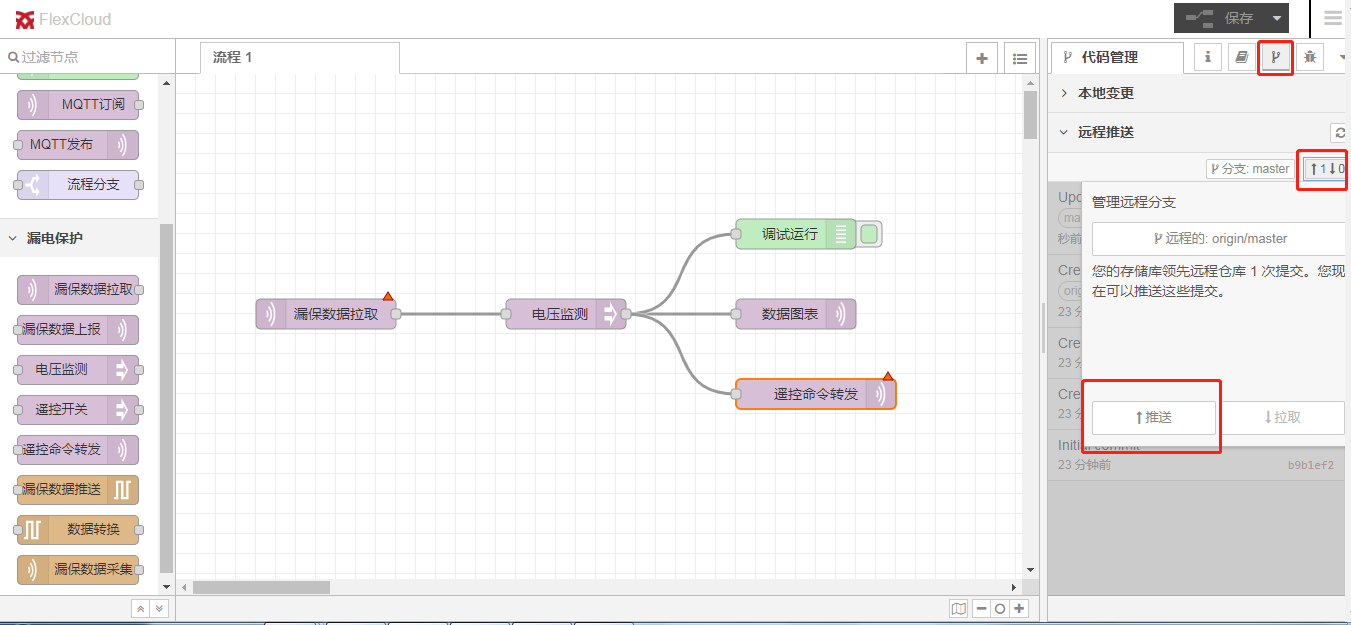 FlexCloud
保存
过滤节点
流程 1
代码管理
MQTT订阅
MQTT发布
流程分支
漏电保护
漏保数据拉取
漏保数据上报
电压监测
遥控开关
遥控命令转发
漏保数据推送
数据转换
漏保数据采集
漏保数据拉取
电压监测
调试运行
数据图表
遥控命令转发
本地变更
远程推送
分支: master
1 0
管理远程分支
远程的: origin/master
您的存储库领先远程仓库 1 次提交。您现
在可以推送这些提交。
推送
拉取
Upd
ma
秒前
Cre
orig
23 分
Cre
23 分
Cre
23 分
Initial commit
23 分钟前
b9b1ef2